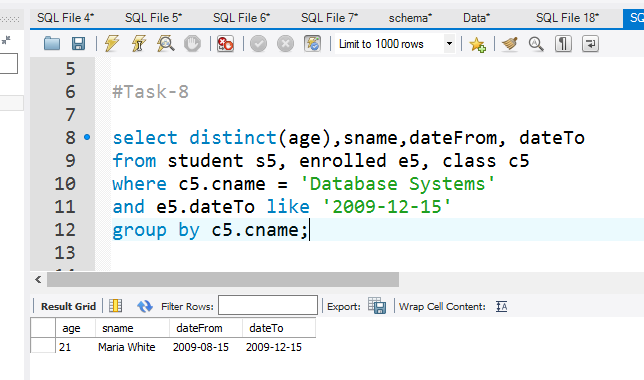 SQL File 4* SQL File 5* SQL File 6* SQL File 7* schema* Data* SQL File 18* SQ
Limit to 1000 rows
5
6 #Task-8
7
8 select distinct(age),sname,dateFrom, dateTo
9 from student s5, enrolled e5, class c5
10 where c5.cname = 'Database Systems'
11 and e5.dateTo like '2009-12-15'
12 group by c5.cname;
13
Result Grid Filter Rows: Export: Wrap Cell Content:
age sname dateFrom dateTo
21 Maria White 2009-08-15 2009-12-15